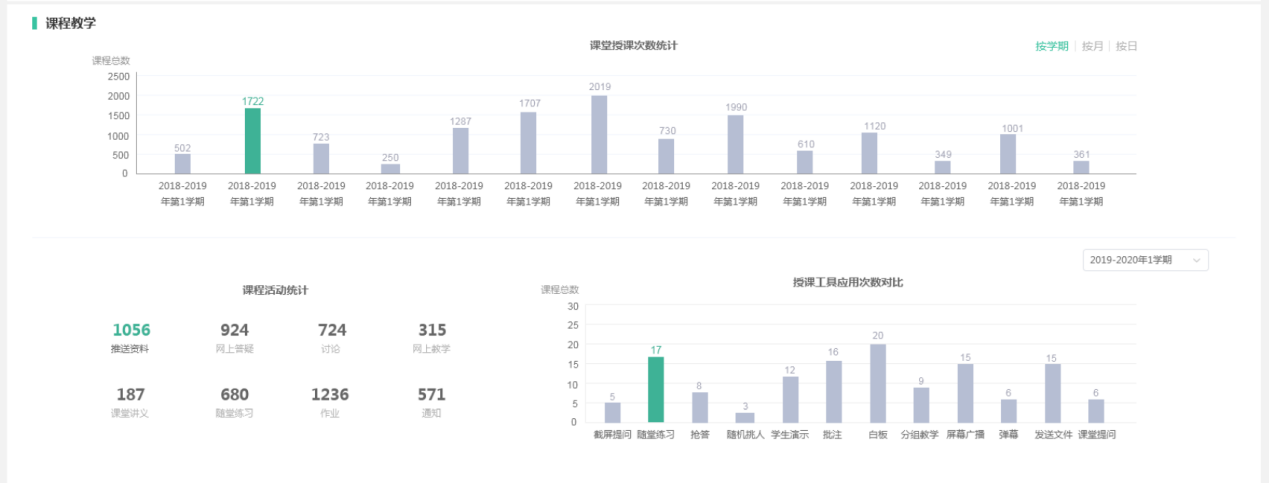 课程教学
课堂授课次数统计
按学期 按月 按日
课程总数
2500
2000
1500
1000
500
0
502
1722
723
250
1287
1707
2019
730
1990
610
1120
349
1001
361
2018-2019 2018-2019 2018-2019 2018-2019 2018-2019 2018-2019 2018-2019 2018-2019 2018-2019 2018-2019 2018-2019 2018-2019 2018-2019 2018-2019
年第1学期 年第1学期 年第1学期 年第1学期 年第1学期 年第1学期 年第1学期 年第1学期 年第1学期 年第1学期 年第1学期 年第1学期 年第1学期 年第1学期
2019-2020年1学期
课程活动统计
1056 924 724 315
推送资料 网上答疑 讨论 网上教学
187 680 1236 571
课堂讲义 随堂练习 作业 通知
授课工具应用次数对比
课程总数
30
25
20
15
10
5
0
5
17
8
3
12
16
20
9
15
6
15
6
截屏提问 随堂练习 抢答 随机挑人 学生演示 批注 白板 分组教学 屏幕广播 弹幕 发送文件 课堂提问